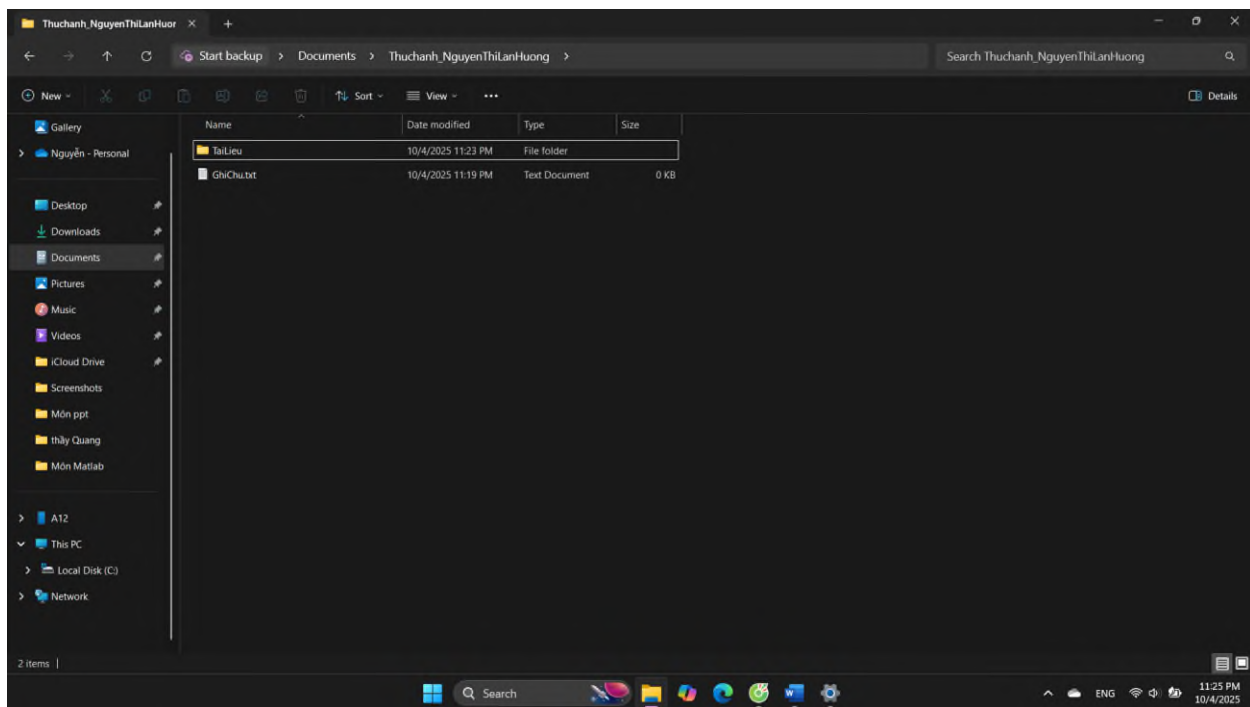 Thuchanh_NguyenThiLanHuor
Start backup > Documents > Thuchanh_NguyenThiLanHuong >
Search Thuchanh_NguyenThiLanHuong
New
Sort
View
Details
Name Date modified Type Size
TaiLieu 10/4/2025 11:23 PM File folder
GhiChu.txt 10/4/2025 11:19 PM Text Document 0 KB
Gallery
Nguyễn - Personal
Desktop
Downloads
Documents
Pictures
Music
Videos
iCloud Drive
Screenshots
Môn ppt
thầy Quang
Môn Matlab
A12
This PC
Local Disk (C:)
Network
2 items
Search
ENG
11:25 PM
10/4/2025